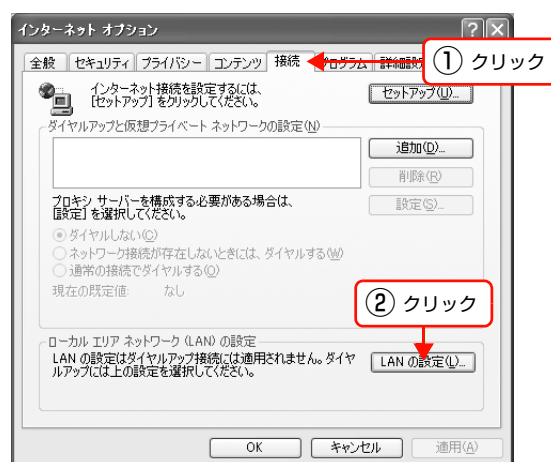 インターネット オプション
全般 セキュリティ プライバシー コンテンツ 接続 プログラム
① クリック
インターネット接続を設定するには、
[セットアップ] をクリックしてください。
セットアップ(U)...
ダイヤルアップと仮想プライベート ネットワークの設定(N)
追加(D)...
削除(R)
プロキシ サーバーを構成する必要がある場合は、
[設定] を選択してください。
設定(S)...
ダイヤルしない(C)
ネットワーク接続が存在しないときには、ダイヤルする(W)
通常の接続でダイヤルする(O)
現在の既定値: なし
② クリック
ローカル エリア ネットワーク (LAN) の設定
LAN の設定はダイヤルアップ接続には適用されません。ダイヤ
ルアップには上の設定を選択してください。
LAN の設定(L)...
OK キャンセル 適用(A)